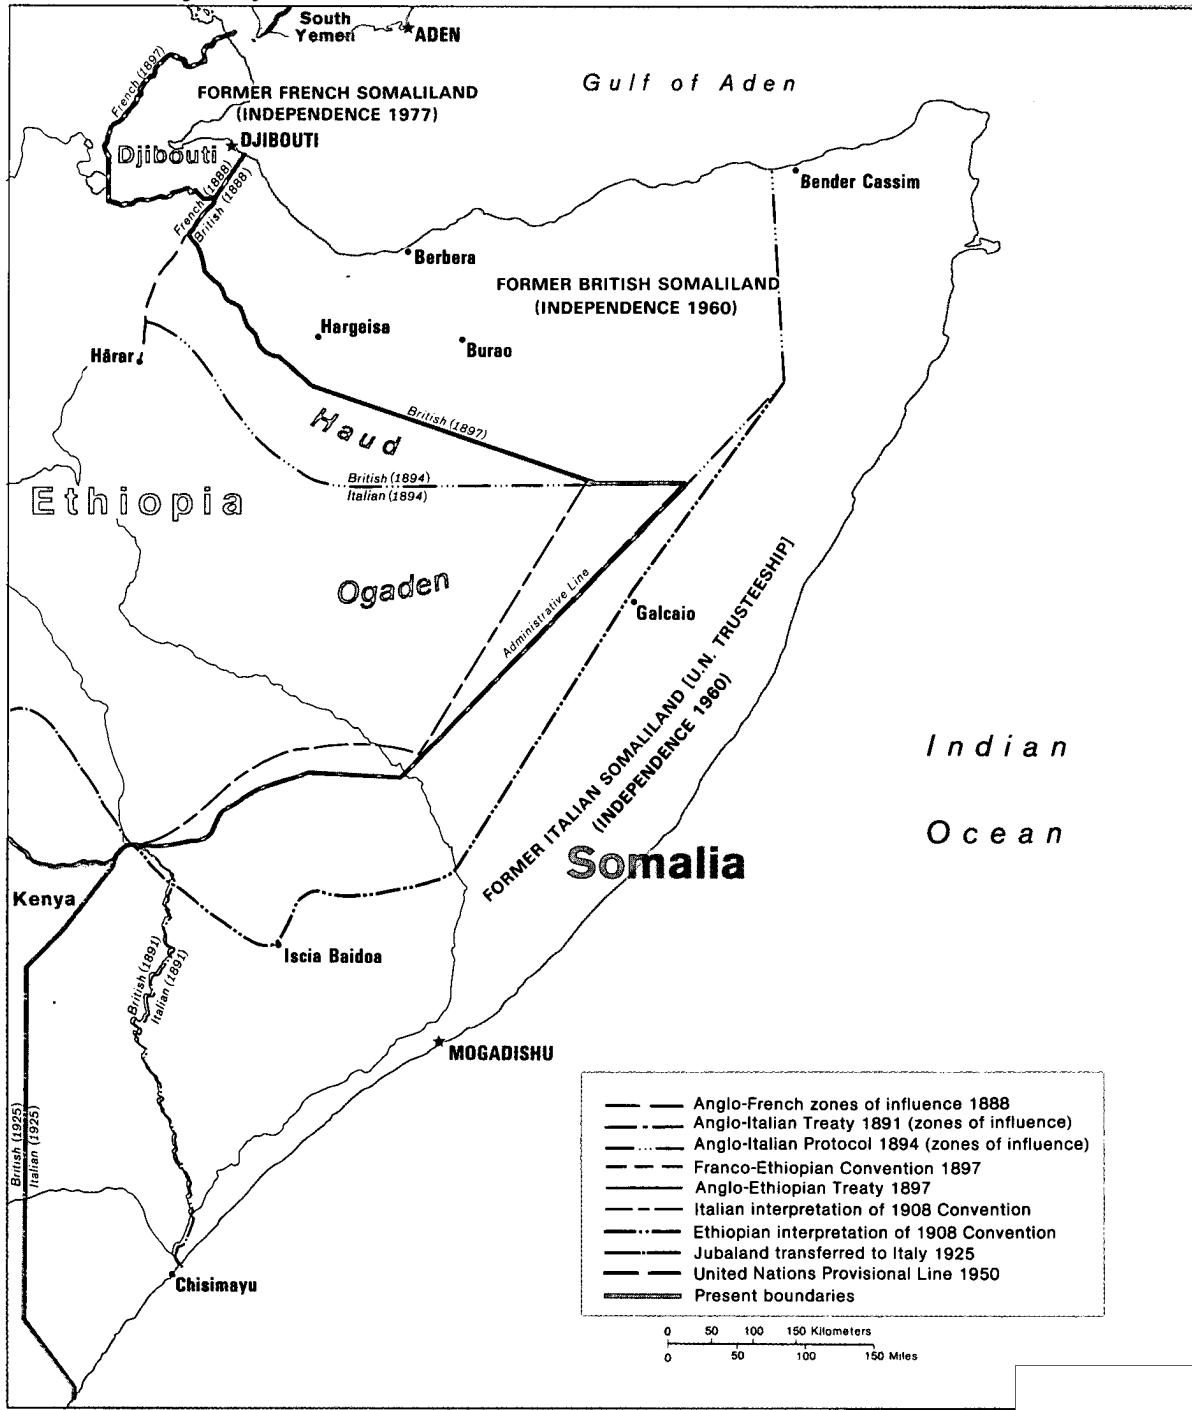 South
Yemen
ADEN
French (1897)
Gulf of Aden
FORMER FRENCH SOMALILAND
(INDEPENDENCE 1977)
DJIBOUTI
Djibouti
Bender Cassim
French (1888)
British (1888)
Berbera
FORMER BRITISH SOMALILAND
(INDEPENDENCE 1960)
Hargeisa
Burao
Hārar
Haud
British (1897)
British (1894)
Italian (1894)
Ethiopia
Ogaden
Administrative Line
Galcaio
FORMER ITALIAN SOMALILAND [U.N. TRUSTEESHIP]
(INDEPENDENCE 1960)
Indian
Ocean
Somalia
Kenya
Iscia Baidoa
British (1891)
Italian (1891)
MOGADISHU
British (1925)
Italian (1925)
Chisimayu
Anglo-French zones of influence 1888
Anglo-Italian Treaty 1891 (zones of influence)
Anglo-Italian Protocol 1894 (zones of influence)
Franco-Ethiopian Convention 1897
Anglo-Ethiopian Treaty 1897
Italian interpretation of 1908 Convention
Ethiopian interpretation of 1908 Convention
Jubaland transferred to Italy 1925
United Nations Provisional Line 1950
Present boundaries
0 50 100 150 Kilometers
0 50 100 150 Miles